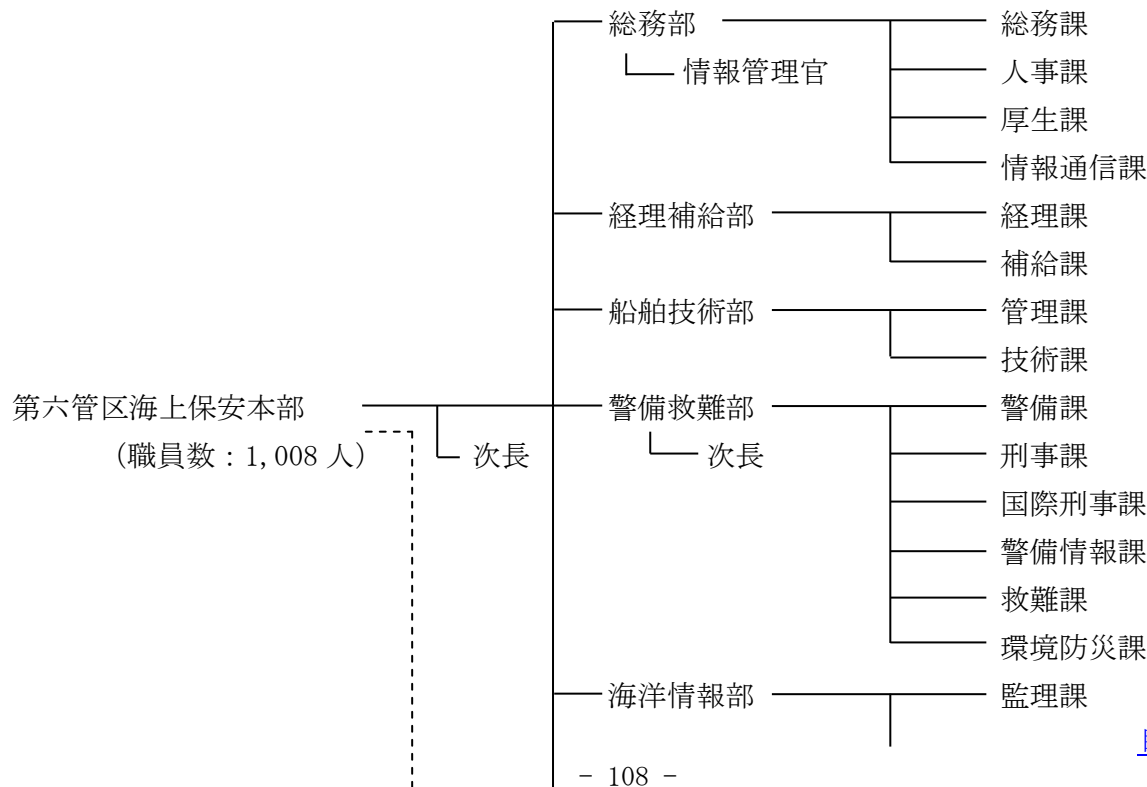 総務部 総務課
情報管理官 人事課
厚生課
情報通信課
経理補給部 経理課
補給課
船舶技術部 管理課
技術課
第六管区海上保安本部 警備救難部 警備課
（職員数：1,008 人） 次長 次長 刑事課
国際刑事課
警備情報課
救難課
環境防災課
海洋情報部 監理課
- 108 -